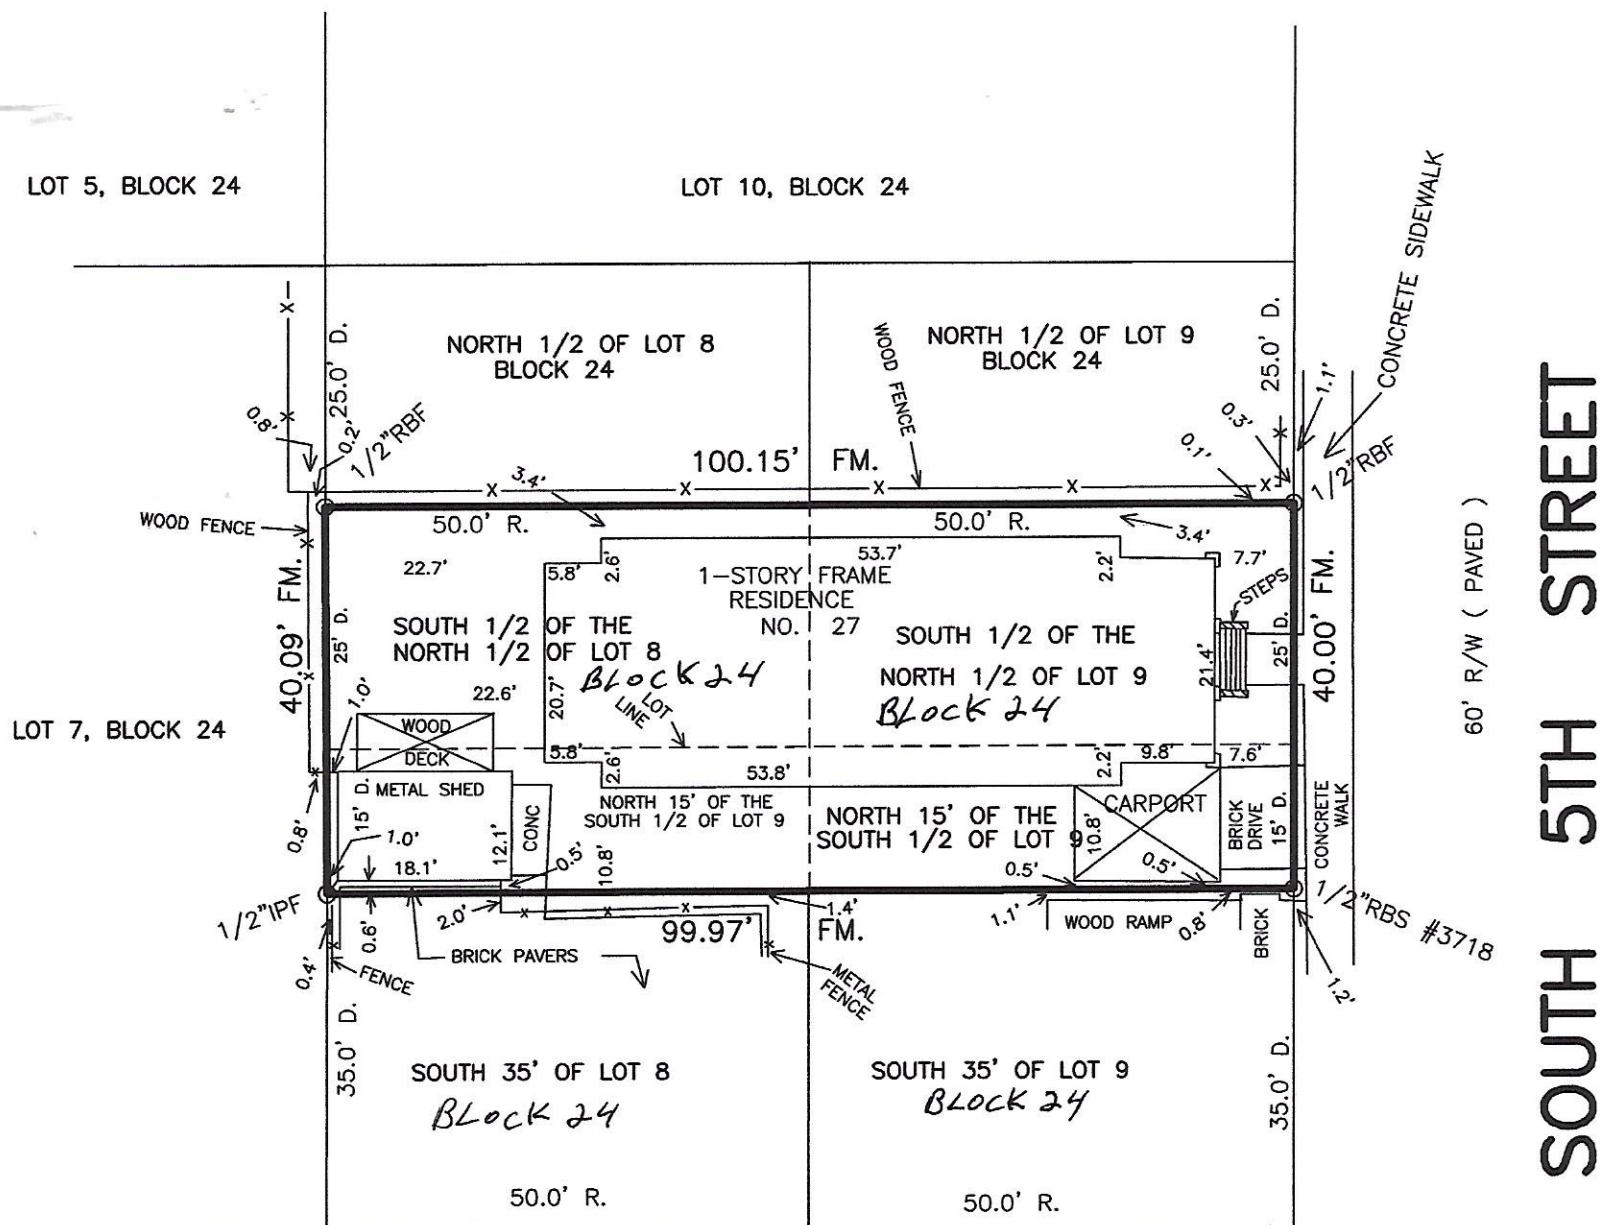 LOT 5, BLOCK 24
LOT 10, BLOCK 24
CONCRETE SIDEWALK
25.0' D.
NORTH 1/2 OF LOT 8
BLOCK 24
WOOD FENCE
NORTH 1/2 OF LOT 9
BLOCK 24
25.0' D.
1.1'
0.8'
0.2'
1/2"RBF
100.15' FM.
0.3'
0.1'
1/2"RBF
3.4'
WOOD FENCE
50.0' R.
50.0' R.
3.4'
40.09' FM.
22.7'
5.8'
2.6'
53.7'
2.2'
7.7'
1-STORY FRAME
RESIDENCE
NO. 27
STEPS
40.00' FM.
25' D.
SOUTH 1/2 OF THE
NORTH 1/2 OF LOT 8
BLOCK 24
SOUTH 1/2 OF THE
NORTH 1/2 OF LOT 9
BLOCK 24
21.4'
25' D.
60' R/W ( PAVED )
SOUTH 5TH STREET
LOT 7, BLOCK 24
1.0'
22.6'
20.7'
LOT
LINE
WOOD
DECK
5.8'
2.6'
53.8'
2.2'
9.8'
7.6'
15' D.
METAL SHED
NORTH 15' OF THE
SOUTH 1/2 OF LOT 9
NORTH 15' OF THE
SOUTH 1/2 OF LOT 9
CARPORT
10.8'
BRICK
DRIVE
15' D.
CONCRETE
WALK
0.8'
1.0'
18.1'
12.1'
CONC
0.5'
10.8'
0.5'
0.5'
1/2"IPF
2.0'
0.6'
1.4'
99.97' FM.
1.1'
WOOD RAMP
0.8'
BRICK
1/2"RBS #3718
0.4'
FENCE
BRICK PAVERS
METAL
FENCE
1.2'
35.0' D.
SOUTH 35' OF LOT 8
BLOCK 24
SOUTH 35' OF LOT 9
BLOCK 24
35.0' D.
50.0' R.
50.0' R.